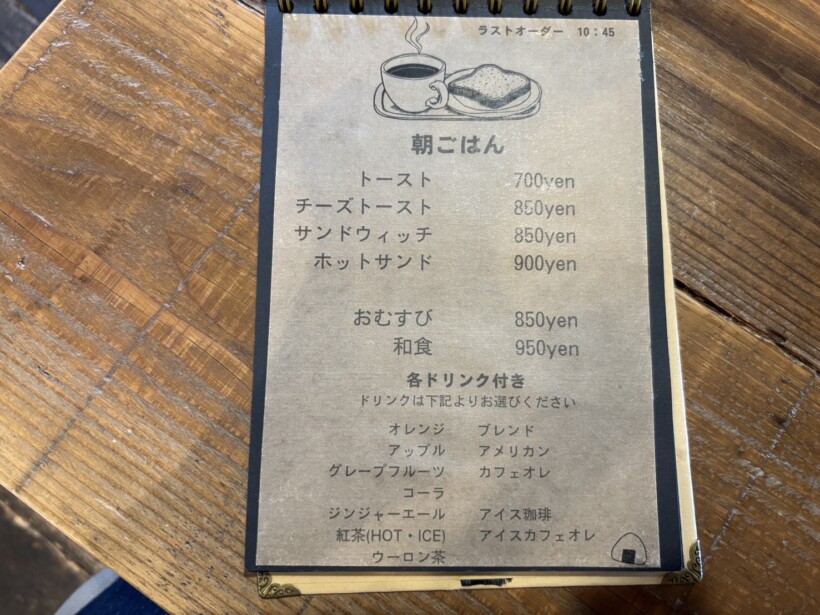 ラストオーダー 10:45
朝ごはん
トースト 700yen
チーズトースト 850yen
サンドウィッチ 850yen
ホットサンド 900yen
おむすび 850yen
和食 950yen
各ドリンク付き
ドリンクは下記よりお選びください
オレンジ ブレンド
アップル アメリカン
グレープフルーツ カフェオレ
コーラ
ジンジャーエール アイス珈琲
紅茶(HOT・ICE) アイスカフェオレ
ウーロン茶